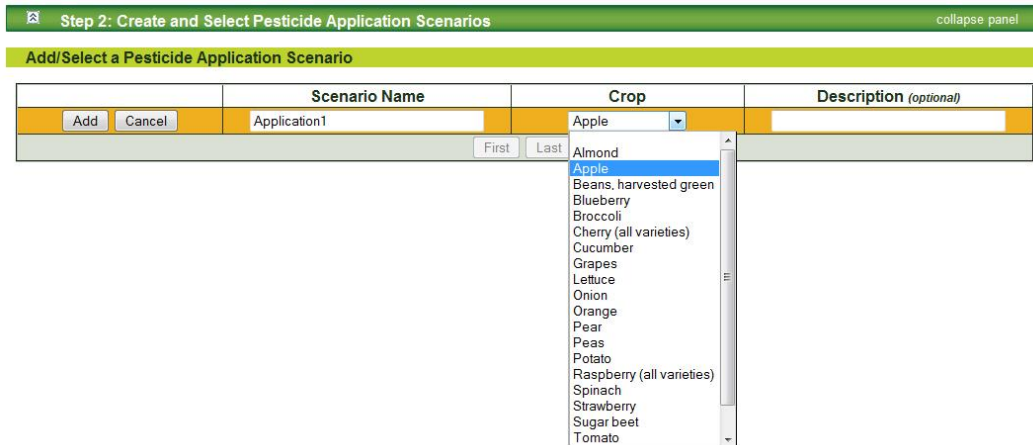 Step 2: Create and Select Pesticide Application Scenarios collapse panel
Add/Select a Pesticide Application Scenario
Scenario Name Crop Description (optional)
Add Cancel Application1 Apple
First Last
Almond
Apple
Beans, harvested green
Blueberry
Broccoli
Cherry (all varieties)
Cucumber
Grapes
Lettuce
Onion
Orange
Pear
Peas
Potato
Raspberry (all varieties)
Spinach
Strawberry
Sugar beet
Tomato